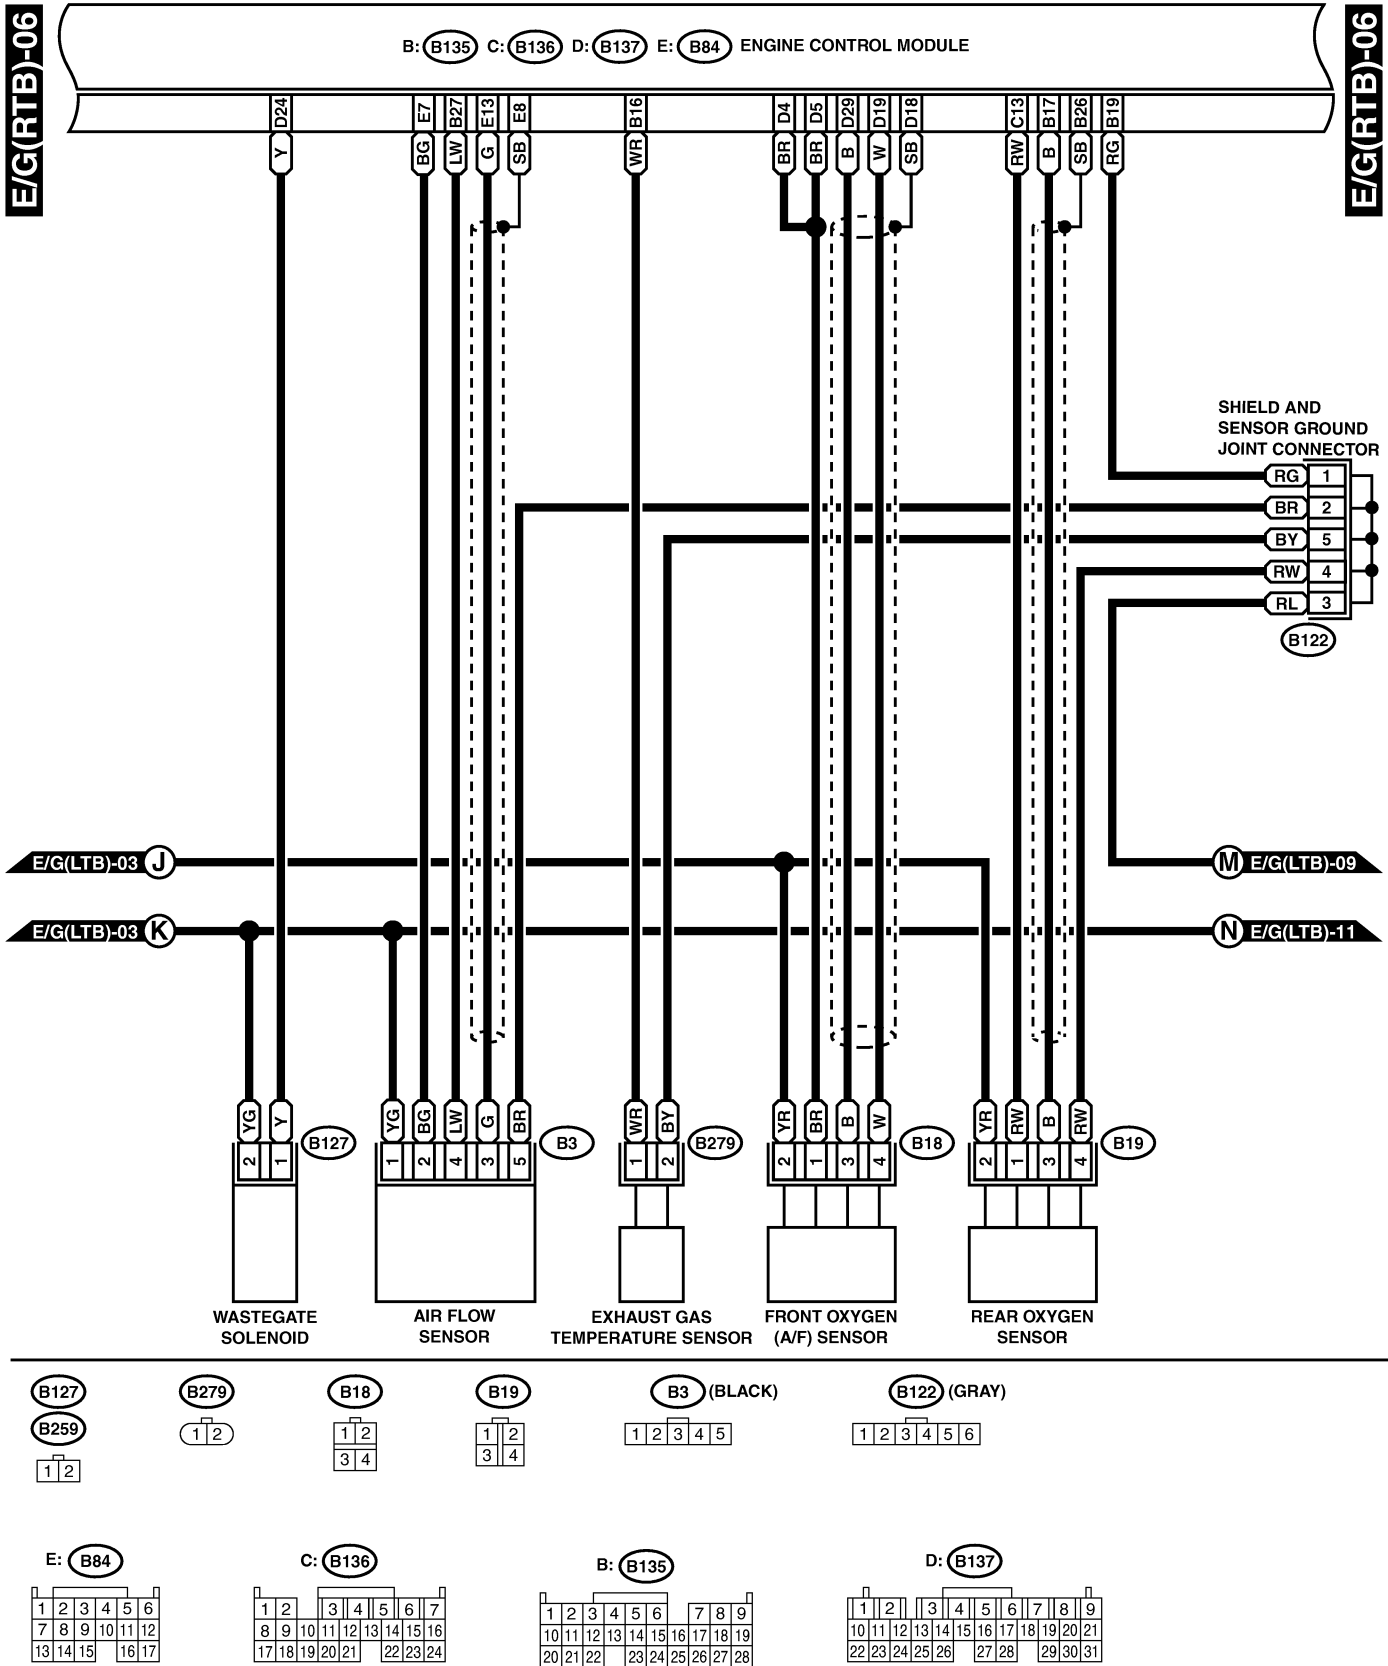 E/G(RTB)-06
E/G(RTB)-06
B: B135 C: B136 D: B137 E: B84 ENGINE CONTROL MODULE
D24 E7 B27 E13 E8 B16 D4 D5 D29 D19 D18 C13 B17 B26 B19
Y BG LW G SB WR BR BR B W SB RW B SB RG
SHIELD AND
SENSOR GROUND
JOINT CONNECTOR
RG 1
BR 2
BY 5
RW 4
RL 3
B122
E/G(LTB)-03 J M E/G(LTB)-09
E/G(LTB)-03 K N E/G(LTB)-11
YG Y YG BG LW G BR WR BY YR BR B W YR RW B RW
2 1 B127 1 2 4 3 5 B3 1 2 B279 2 1 3 4 B18 2 1 3 4 B19
WASTEGATE
SOLENOID
AIR FLOW
SENSOR
EXHAUST GAS
TEMPERATURE SENSOR
FRONT OXYGEN
(A/F) SENSOR
REAR OXYGEN
SENSOR
B127 B279 B18 B19 B3 (BLACK) B122 (GRAY)
B259
1 2
1 2
1 2
3 4
1 2
3 4
1 2 3 4 5
1 2 3 4 5 6
E: B84
1 2 3 4 5 6
7 8 9 10 11 12
13 14 15 16 17
C: B136
1 2 3 4 5 6 7
8 9 10 11 12 13 14 15 16
17 18 19 20 21 22 23 24
B: B135
1 2 3 4 5 6 7 8 9
10 11 12 13 14 15 16 17 18 19
20 21 22 23 24 25 26 27 28
D: B137
1 2 3 4 5 6 7 8 9
10 11 12 13 14 15 16 17 18 19 20 21
22 23 24 25 26 27 28 29 30 31